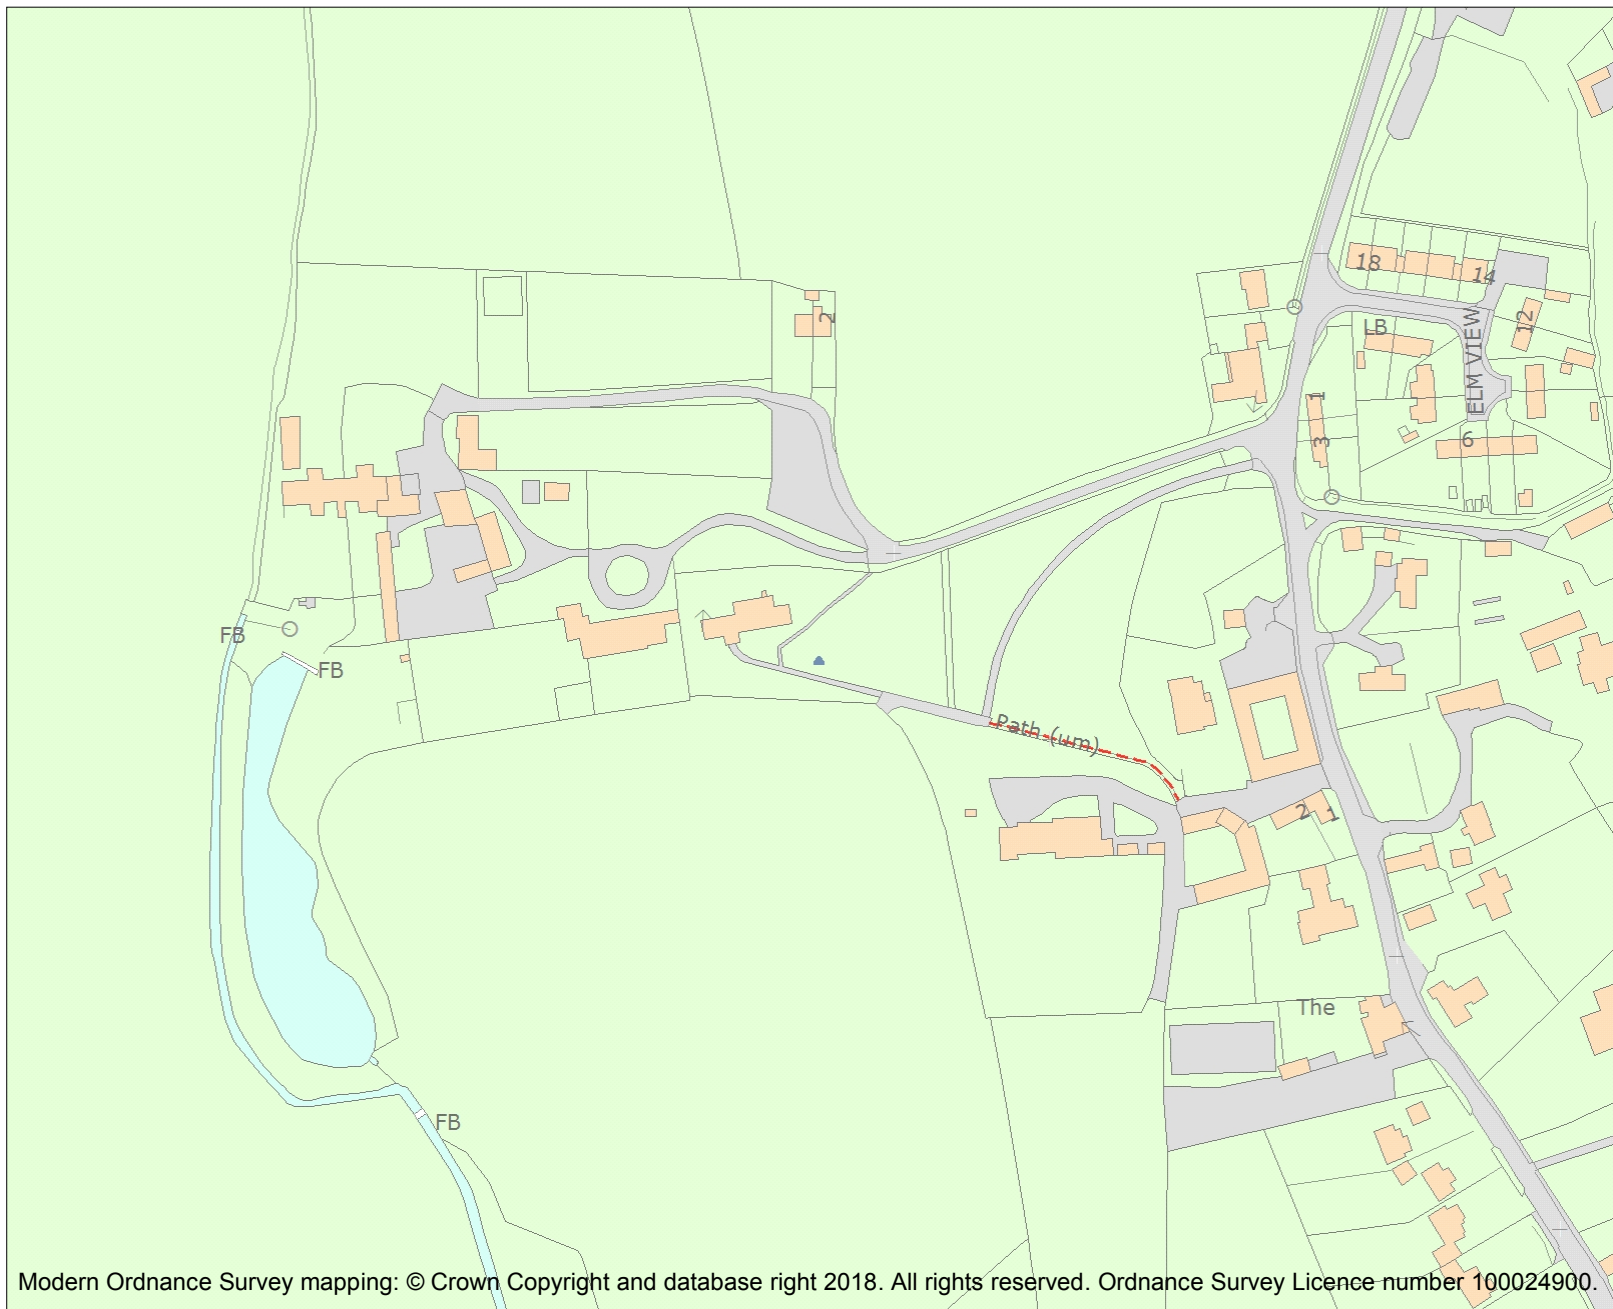 18
14
2
LB
12
ELM VIEW
1
3
6
FB
FB
Path (um)
2
1
The
FB
Modern Ordnance Survey mapping: © Crown Copyright and database right 2018. All rights reserved. Ordnance Survey Licence number 100024900.